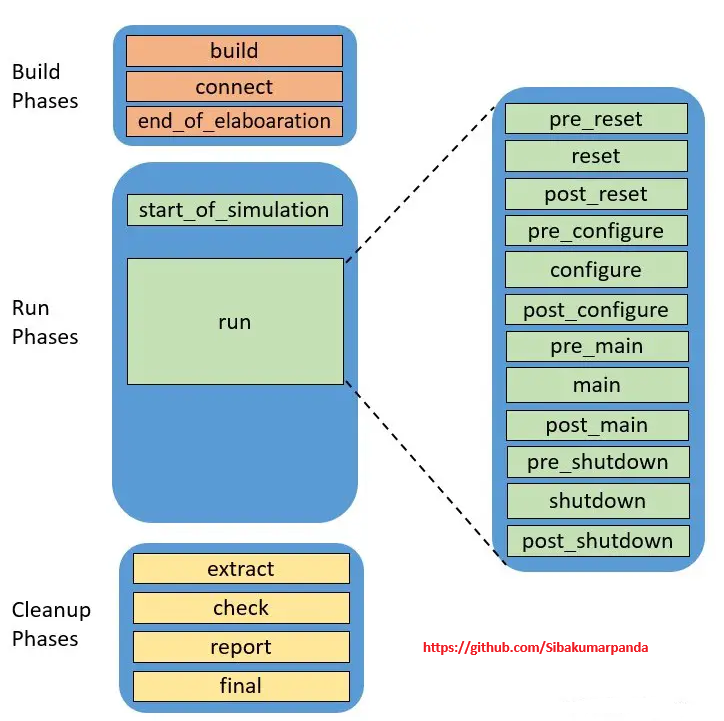 Build
Phases
build
connect
end_of_elaboaration
Run
Phases
start_of_simulation
run
pre_reset
reset
post_reset
pre_configure
configure
post_configure
pre_main
main
post_main
pre_shutdown
shutdown
post_shutdown
Cleanup
Phases
extract
check
report
final
https://github.com/Sibakumarpanda